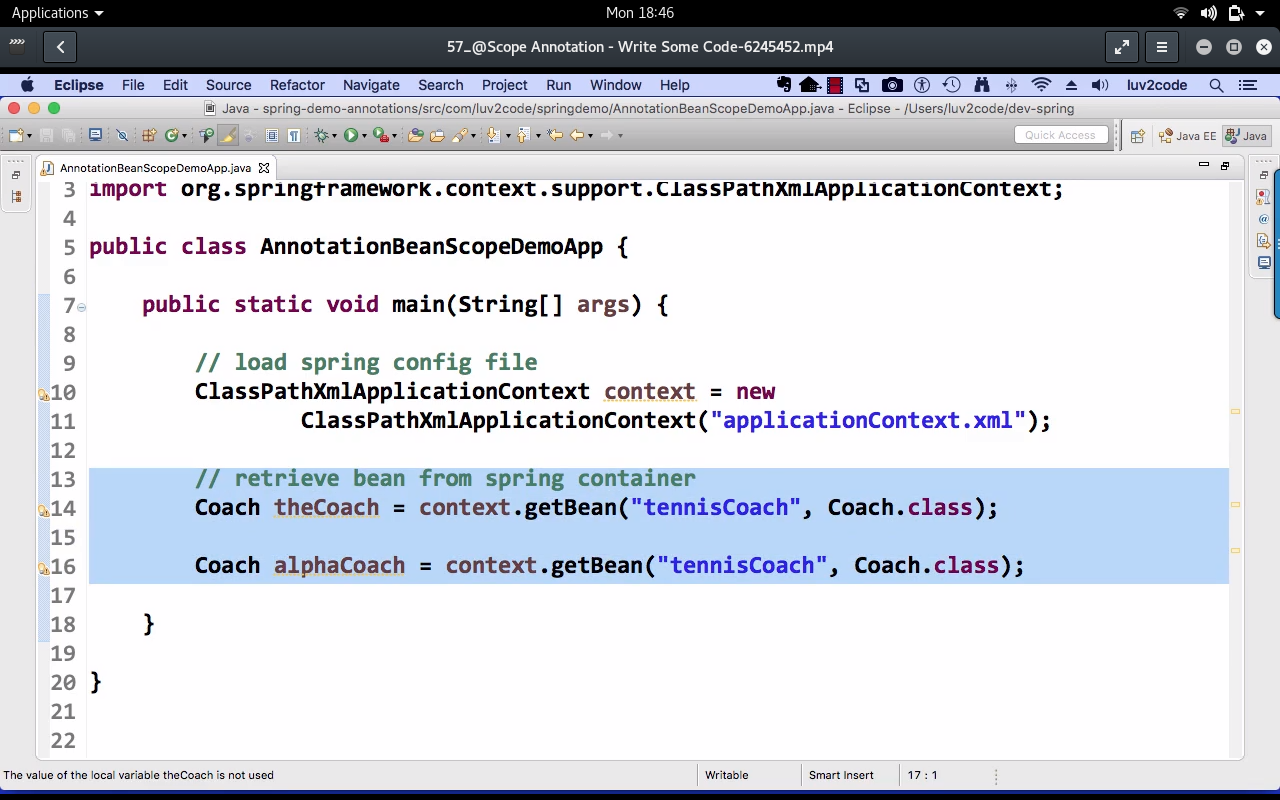 Applications
Mon 18:46
57_@Scope Annotation - Write Some Code-6245452.mp4
Eclipse File Edit Source Refactor Navigate Search Project Run Window Help luv2code
Java - spring-demo-annotations/src/com/luv2code/springdemo/AnnotationBeanScopeDemoApp.java - Eclipse - /Users/luv2code/dev-spring
Quick Access Java EE Java
AnnotationBeanScopeDemoApp.java
3 import org.springframework.context.support.ClassPathXmlApplicationContext;
4
5 public class AnnotationBeanScopeDemoApp {
6
7 public static void main(String[] args) {
8
9 // load spring config file
10 ClassPathXmlApplicationContext context = new
11 ClassPathXmlApplicationContext("applicationContext.xml");
12
13 // retrieve bean from spring container
14 Coach theCoach = context.getBean("tennisCoach", Coach.class);
15
16 Coach alphaCoach = context.getBean("tennisCoach", Coach.class);
17
18 }
19
20 }
21
22
The value of the local variable theCoach is not used Writable Smart Insert 17 : 1